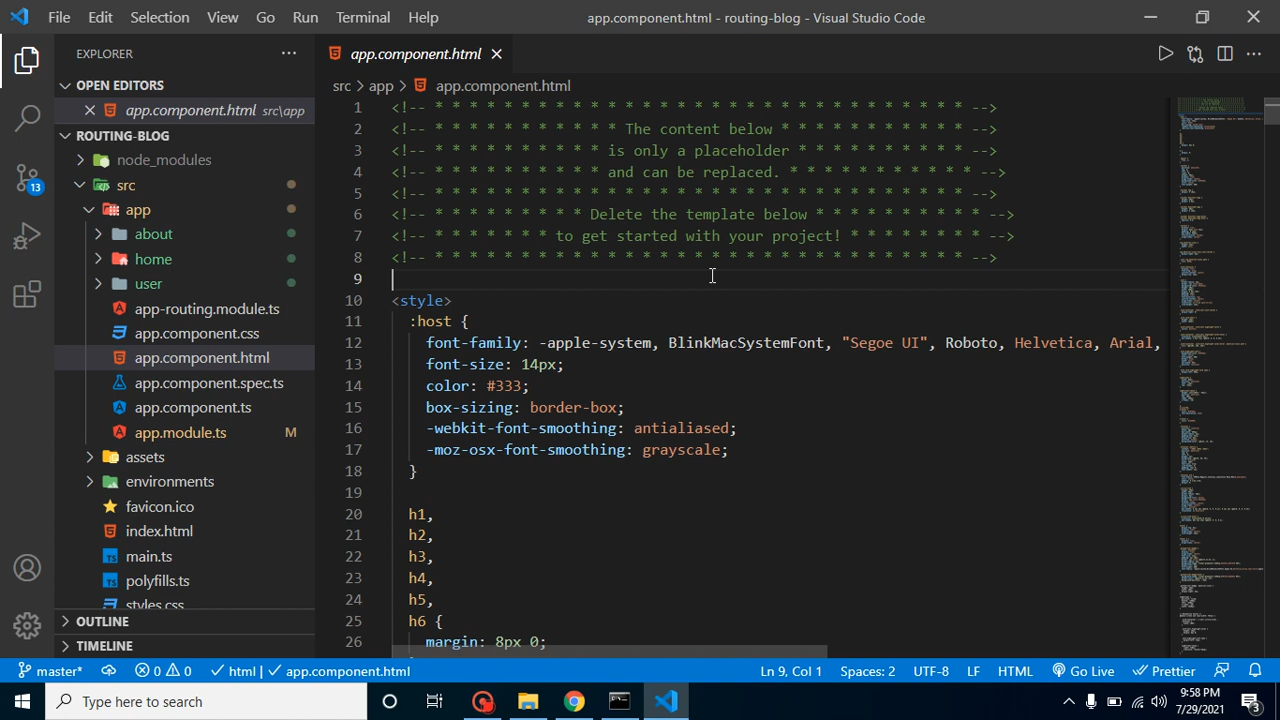 File Edit Selection View Go Run Terminal Help
app.component.html - routing-blog - Visual Studio Code
EXPLORER
OPEN EDITORS
app.component.html src\app
ROUTING-BLOG
node_modules
src
app
about
home
user
app-routing.module.ts
app.component.css
app.component.html
app.component.spec.ts
app.component.ts
app.module.ts M
assets
environments
favicon.ico
index.html
main.ts
polyfills.ts
styles.css
OUTLINE
TIMELINE
13
app.component.html
src > app > app.component.html
1 <!-- * * * * * * * * * * * * * * * * * * * * * * * * * * * * * * * -->
2 <!-- * * * * * * * * * * * The content below * * * * * * * * * * * -->
3 <!-- * * * * * * * * * * is only a placeholder * * * * * * * * * * -->
4 <!-- * * * * * * * * * * and can be replaced. * * * * * * * * * * * -->
5 <!-- * * * * * * * * * * * * * * * * * * * * * * * * * * * * * * * -->
6 <!-- * * * * * * * * * Delete the template below * * * * * * * * * * -->
7 <!-- * * * * * * * to get started with your project! * * * * * * * * -->
8 <!-- * * * * * * * * * * * * * * * * * * * * * * * * * * * * * * * -->
9
10 <style>
11 :host {
12 font-family: -apple-system, BlinkMacSystemFont, "Segoe UI", Roboto, Helvetica, Arial,
13 font-size: 14px;
14 color: #333;
15 box-sizing: border-box;
16 -webkit-font-smoothing: antialiased;
17 -moz-osx-font-smoothing: grayscale;
18 }
19
20 h1,
21 h2,
22 h3,
23 h4,
24 h5,
25 h6 {
26 margin: 8px 0;
master* 0 0 html app.component.html Ln 9, Col 1 Spaces: 2 UTF-8 LF HTML Go Live Prettier
Type here to search
9:58 PM
7/29/2021
3